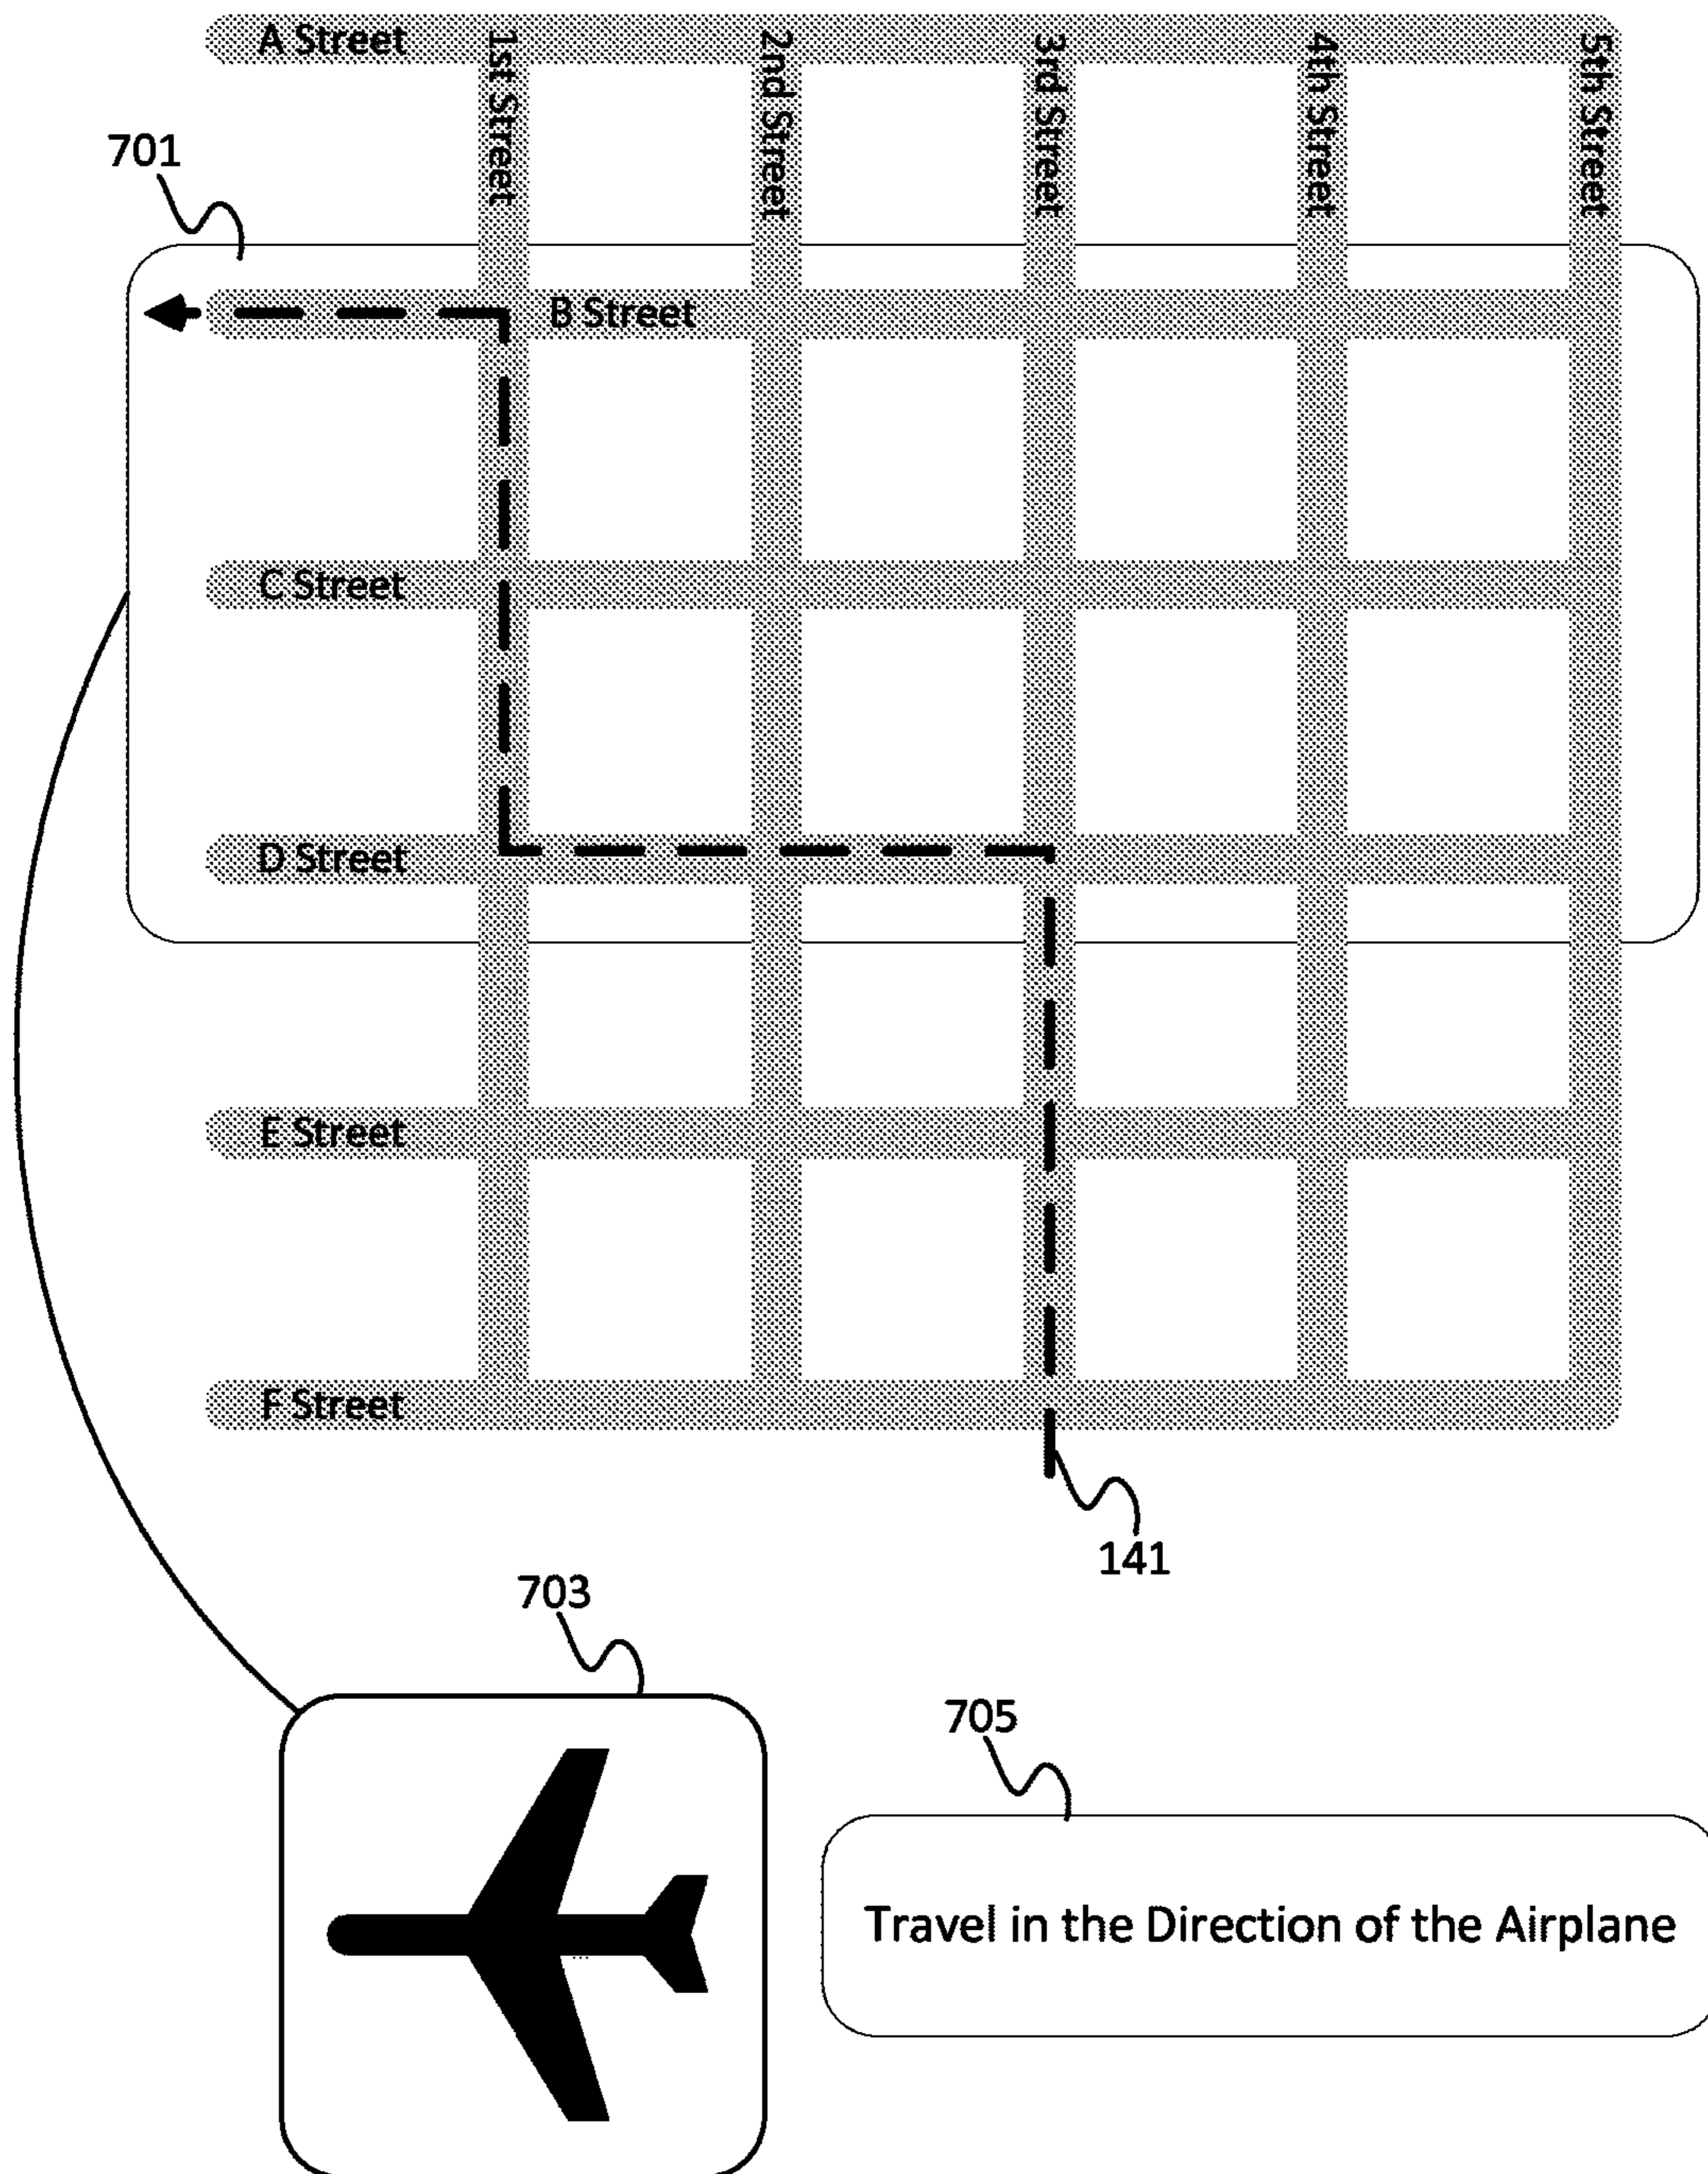 A Street
1st Street
2nd Street
3rd Street
4th Street
5th Street
701
B Street
C Street
D Street
E Street
F Street
141
703
705
Travel in the Direction of the Airplane